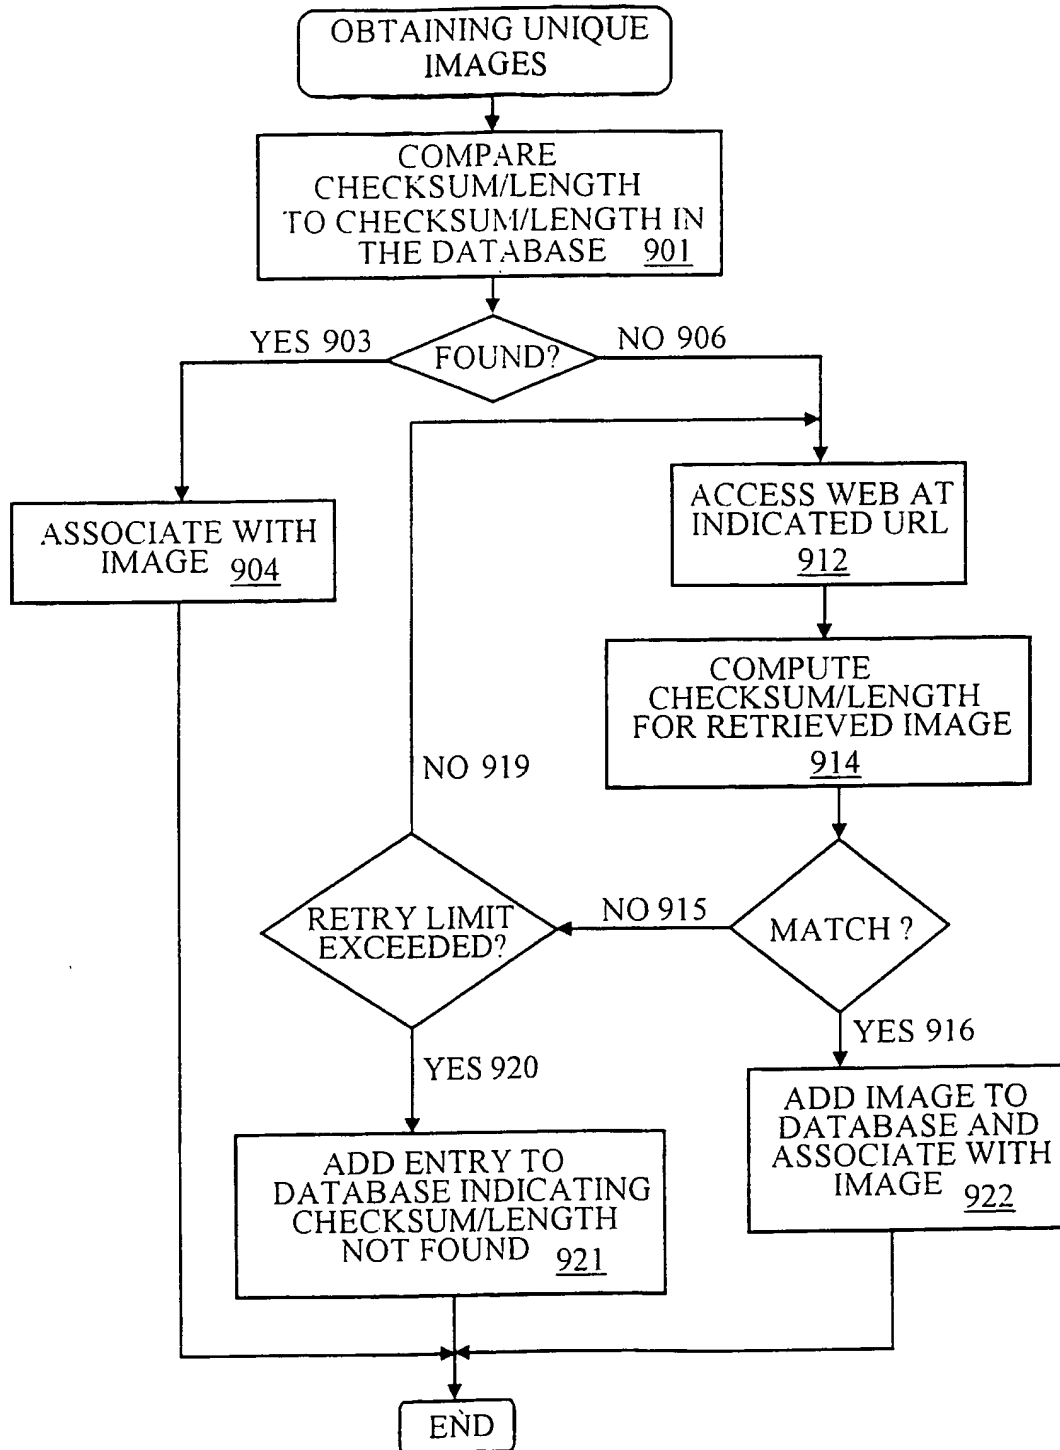 OBTAINING UNIQUE
IMAGES
COMPARE
CHECKSUM/LENGTH
TO CHECKSUM/LENGTH IN
THE DATABASE 901
YES 903
FOUND?
NO 906
ASSOCIATE WITH
IMAGE 904
ACCESS WEB AT
INDICATED URL
912
COMPUTE
CHECKSUM/LENGTH
FOR RETRIEVED IMAGE
914
NO 919
RETRY LIMIT
EXCEEDED?
NO 915
MATCH ?
YES 916
YES 920
ADD IMAGE TO
DATABASE AND
ASSOCIATE WITH
IMAGE 922
ADD ENTRY TO
DATABASE INDICATING
CHECKSUM/LENGTH
NOT FOUND 921
END